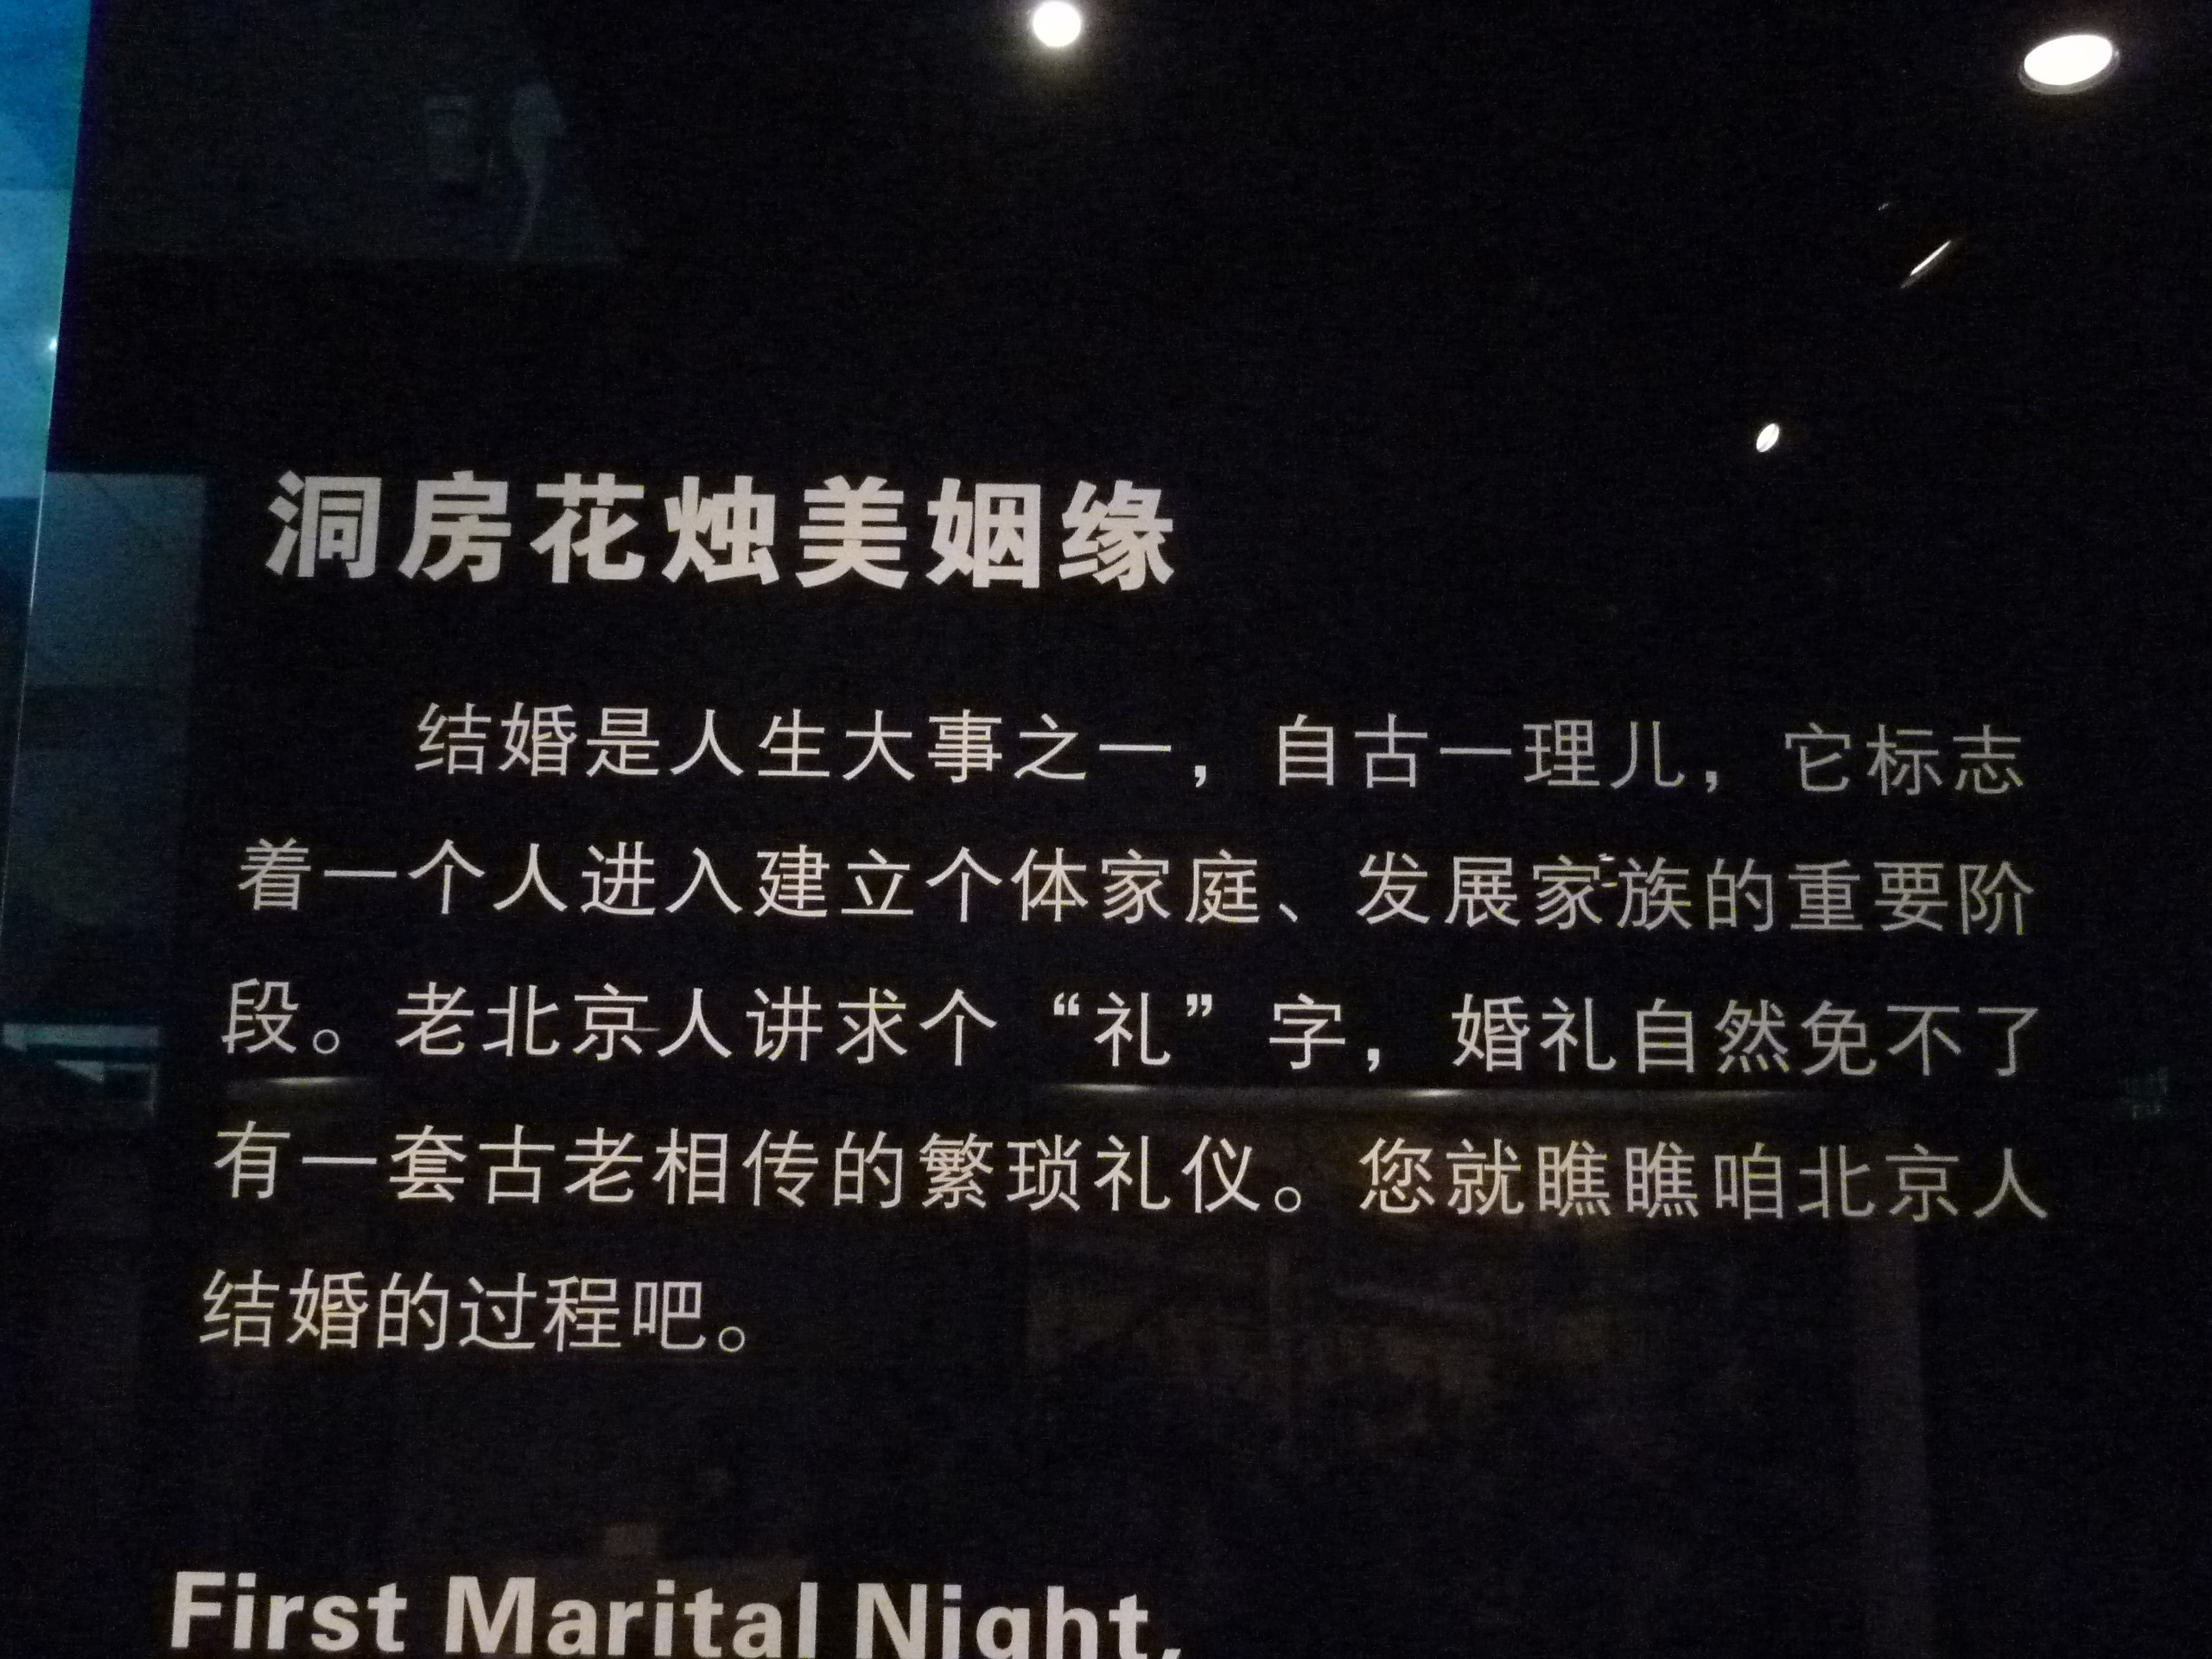 洞房花烛美姻缘
结婚是人生大事之一，自古一理儿，它标志
着一个人进入建立个体家庭、发展家族的重要阶
段。老北京人讲求个“礼”字，婚礼自然免不了
有一套古老相传的繁琐礼仪。您就瞧瞧咱北京人
结婚的过程吧。
First Marital Night,